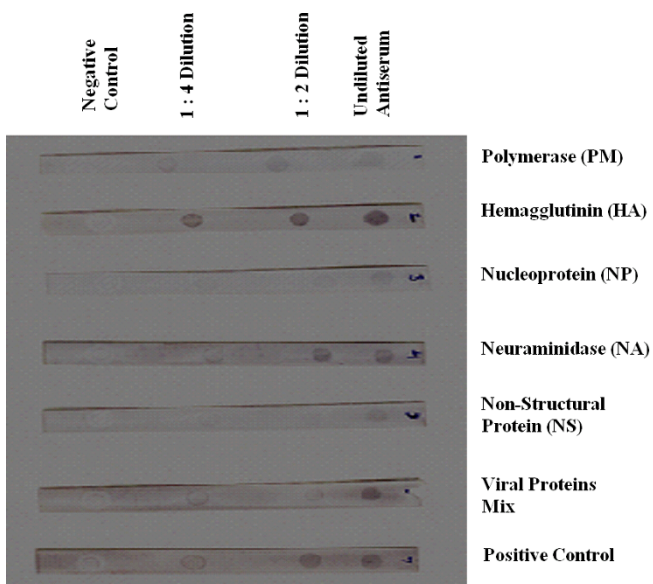 Negative
Control
1 : 4 Dilution
1 : 2 Dilution
Undiluted
Antiserum
Polymerase (PM)
Hemagglutinin (HA)
Nucleoprotein (NP)
Neuraminidase (NA)
Non-Structural
Protein (NS)
Viral Proteins
Mix
Positive Control